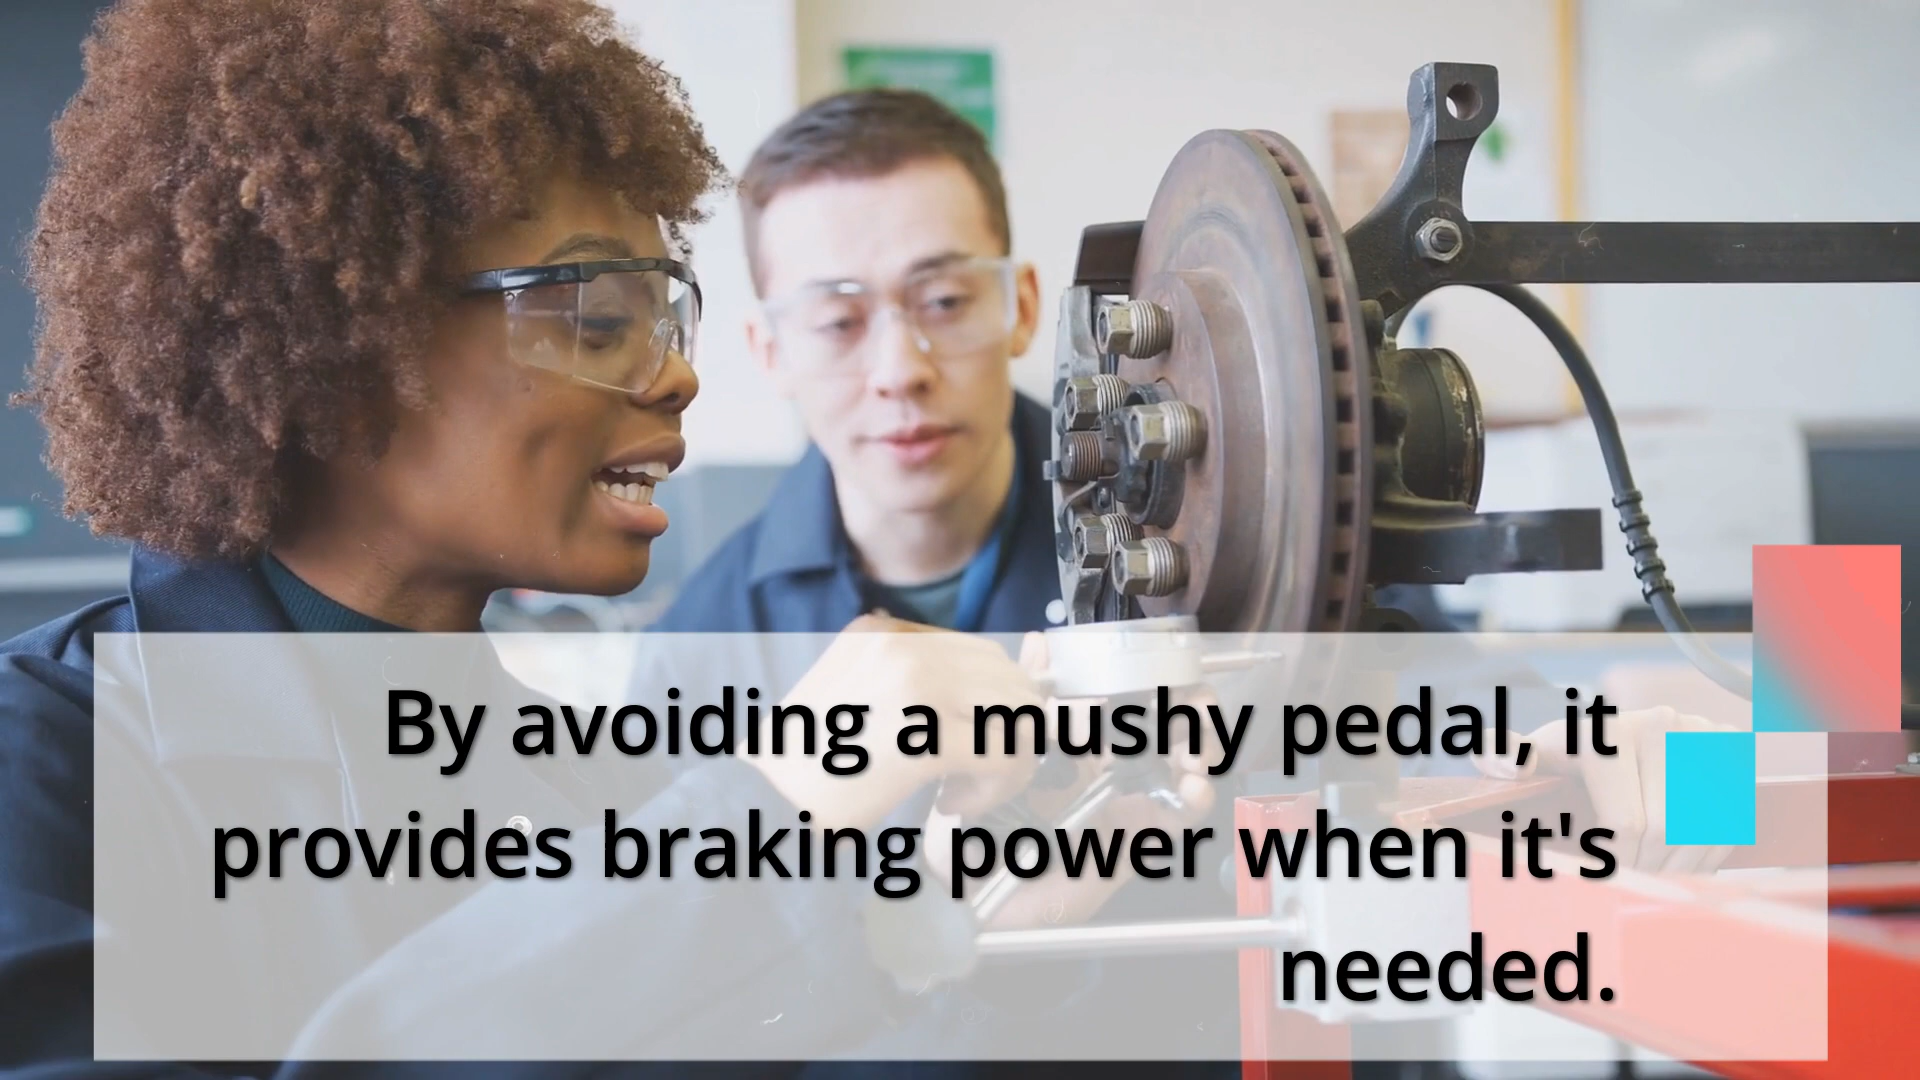 By avoiding a mushy pedal, it
provides braking power when it's
needed.